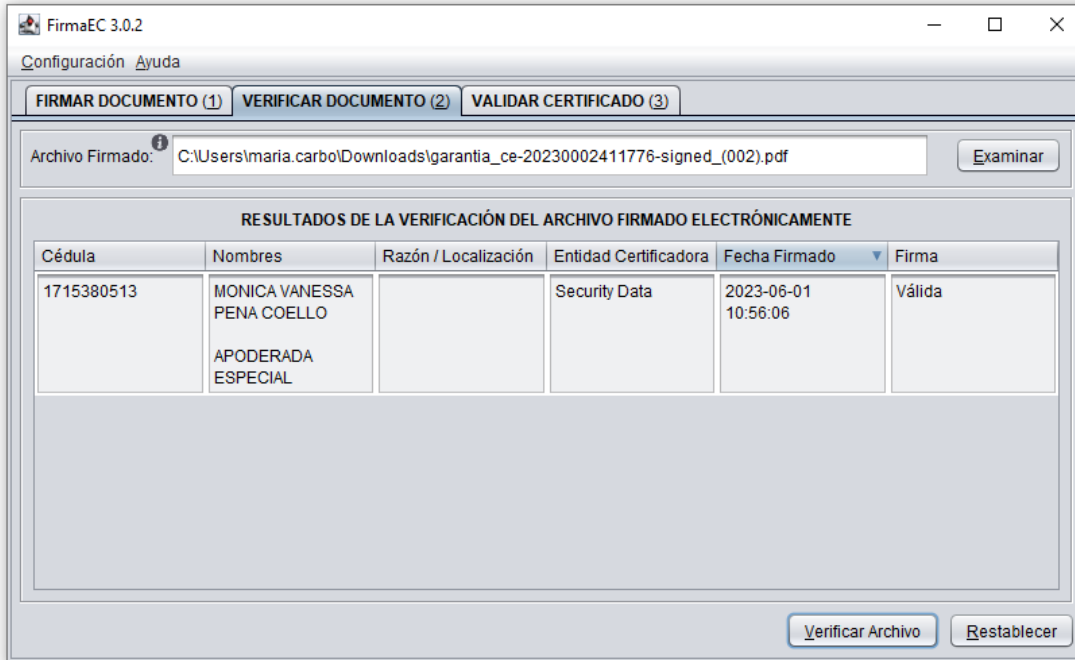 FirmaEC 3.0.2
Configuración Ayuda
FIRMAR DOCUMENTO (1) VERIFICAR DOCUMENTO (2) VALIDAR CERTIFICADO (3)
Archivo Firmado: C:\Users\maria.carbo\Downloads\garantia_ce-20230002411776-signed_(002).pdf Examinar
RESULTADOS DE LA VERIFICACIÓN DEL ARCHIVO FIRMADO ELECTRÓNICAMENTE
Cédula Nombres Razón / Localización Entidad Certificadora Fecha Firmado Firma
1715380513 MONICA VANESSA Security Data 2023-06-01 Válida
PENA COELLO 10:56:06
APODERADA
ESPECIAL
Verificar Archivo Restablecer